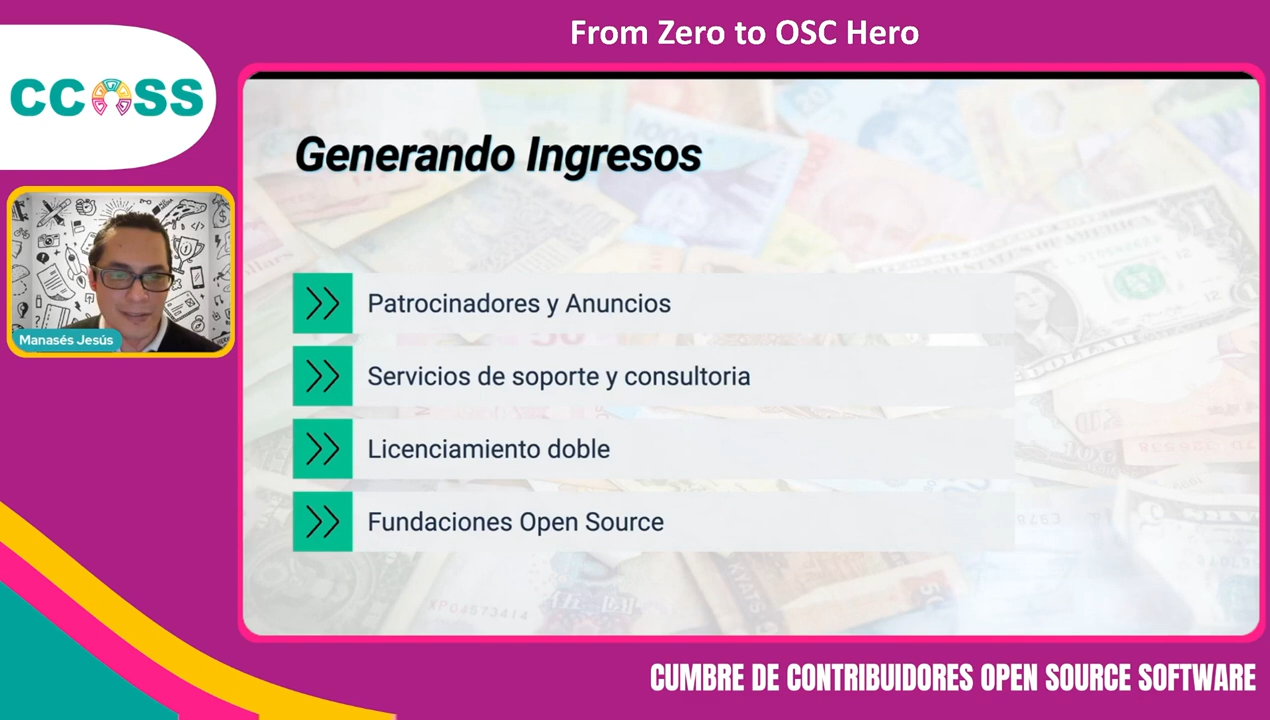 From Zero to OSC Hero
CCOSS
Manasés Jesús
Generando Ingresos
Patrocinadores y Anuncios
Servicios de soporte y consultoria
Licenciamiento doble
Fundaciones Open Source
CUMBRE DE CONTRIBUIDORES OPEN SOURCE SOFTWARE